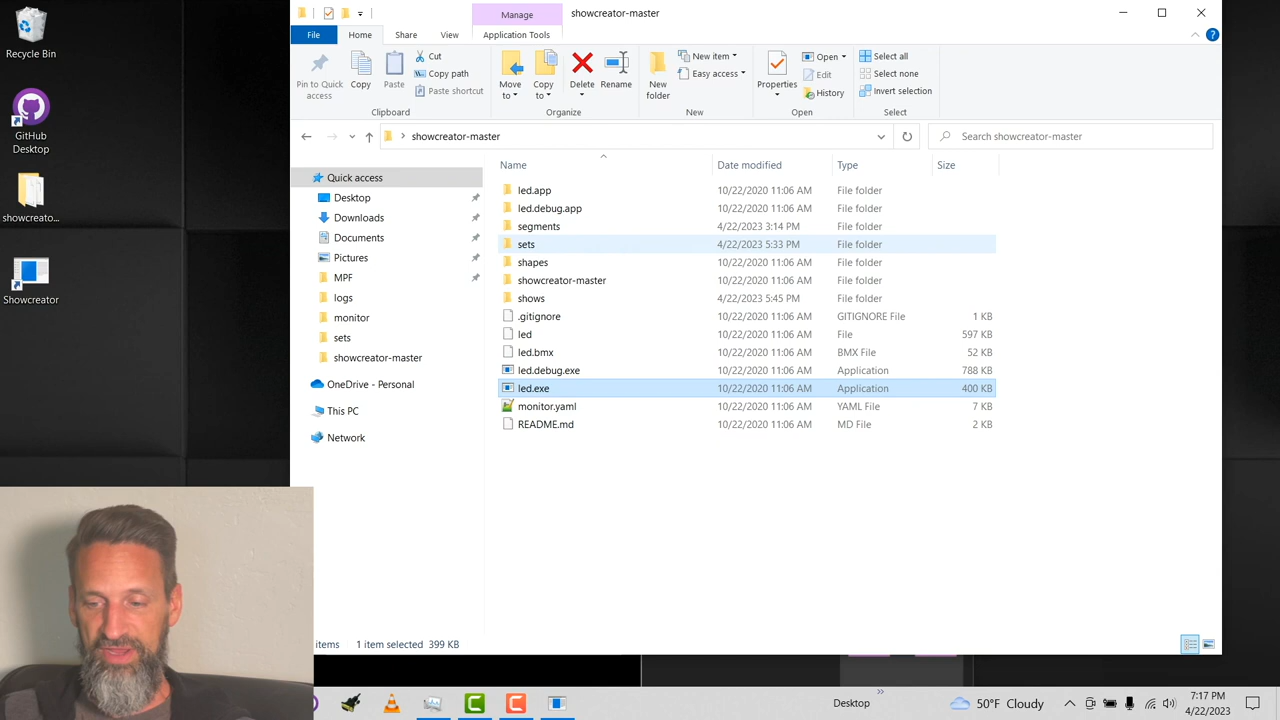 Recycle Bin
GitHub
Desktop
showcreato...
Showcreator
Manage
showcreator-master
File
Home
Share
View
Application Tools
Pin to Quick
access
Copy
Paste
Cut
Copy path
Paste shortcut
Clipboard
Move
to
Copy
to
Delete
Rename
Organize
New
folder
New item
Easy access
New
Properties
Open
Edit
History
Open
Select all
Select none
Invert selection
Select
showcreator-master
Search showcreator-master
Quick access
Desktop
Downloads
Documents
Pictures
MPF
logs
monitor
sets
showcreator-master
OneDrive - Personal
This PC
Network
Name Date modified Type Size
led.app 10/22/2020 11:06 AM File folder
led.debug.app 10/22/2020 11:06 AM File folder
segments 4/22/2023 3:14 PM File folder
sets 4/22/2023 5:33 PM File folder
shapes 10/22/2020 11:06 AM File folder
showcreator-master 10/22/2020 11:06 AM File folder
shows 4/22/2023 5:45 PM File folder
.gitignore 10/22/2020 11:06 AM GITIGNORE File 1 KB
led 10/22/2020 11:06 AM File 597 KB
led.bmx 10/22/2020 11:06 AM BMX File 52 KB
led.debug.exe 10/22/2020 11:06 AM Application 788 KB
led.exe 10/22/2020 11:06 AM Application 400 KB
monitor.yaml 10/22/2020 11:06 AM YAML File 7 KB
README.md 10/22/2020 11:06 AM MD File 2 KB
items 1 item selected 399 KB
Desktop
50°F Cloudy
7:17 PM
4/22/2023